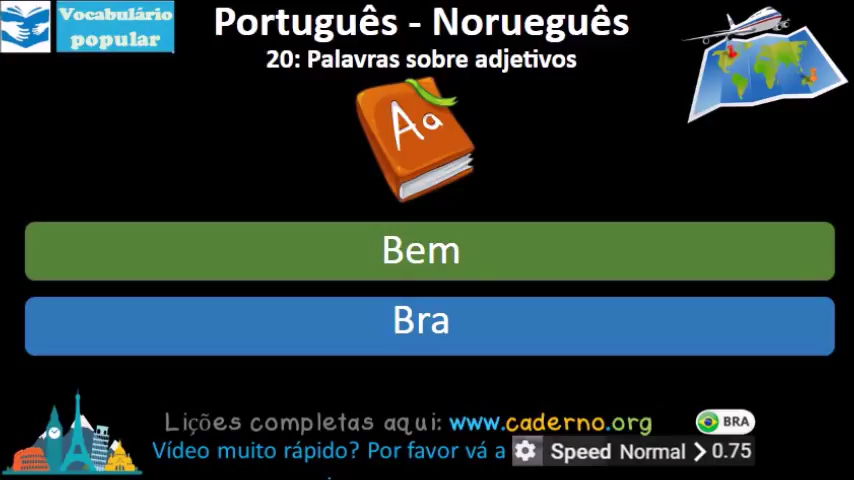 Vocabulário
popular
Português - Norueguês
20: Palavras sobre adjetivos
Aa
Bem
Bra
Lições completas aqui: www.caderno.org
BRA
Vídeo muito rápido? Por favor vá a Speed Normal > 0.75